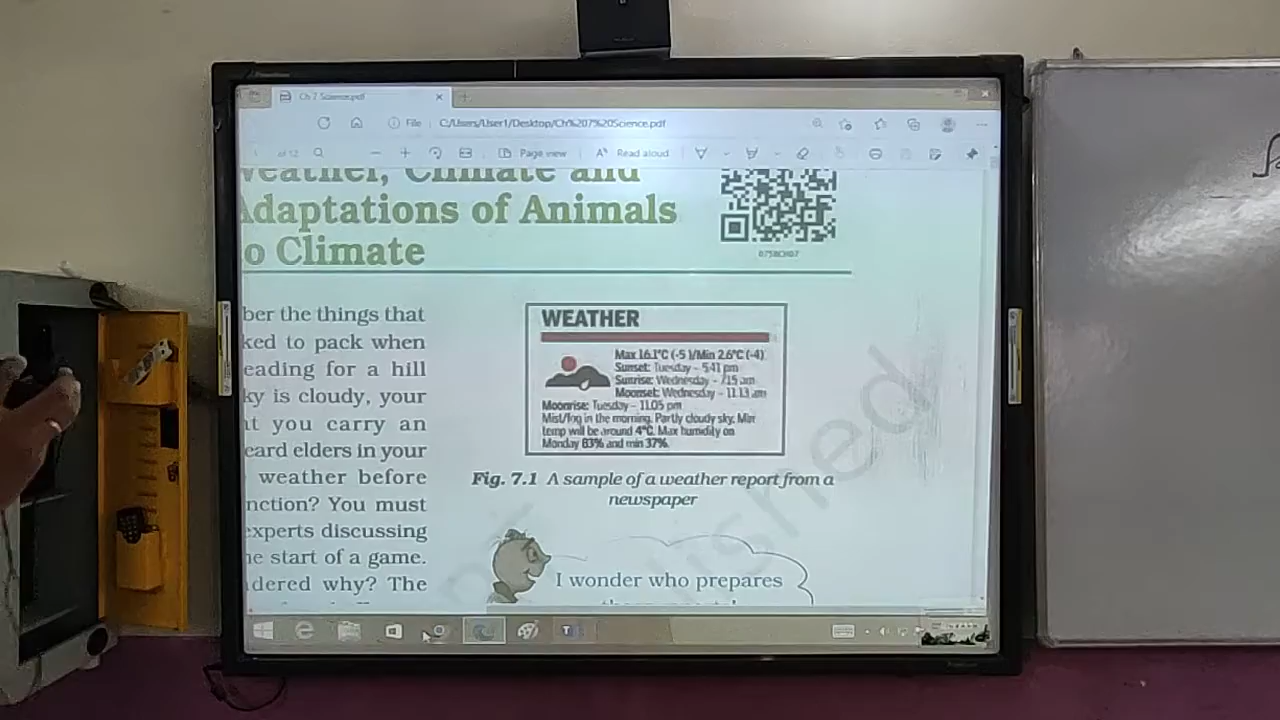 Ch 7 Science.pdf
File C:/Users/User1/Desktop/Ch%207%20Science.pdf
of 12 Page view Read aloud
Weather, Climate and
Adaptations of Animals
o Climate
0758CH07
ber the things that
ked to pack when
eading for a hill
ky is cloudy, your
t you carry an
eard elders in your
weather before
nction? You must
experts discussing
he start of a game.
dered why? The
WEATHER
Max 16.1°C (-5)/Min 2.6°C (-4)
Sunset: Tuesday - 5:41 pm
Sunrise: Wednesday - 7:15 am
Moonset: Wednesday - 11.13 am
Moonrise: Tuesday - 11.05 pm
Mist/fog in the morning. Partly cloudy sky. Min
temp will be around 4°C. Max humidity on
Monday 83% and min 37%.
Fig. 7.1 A sample of a weather report from a
newspaper
I wonder who prepares